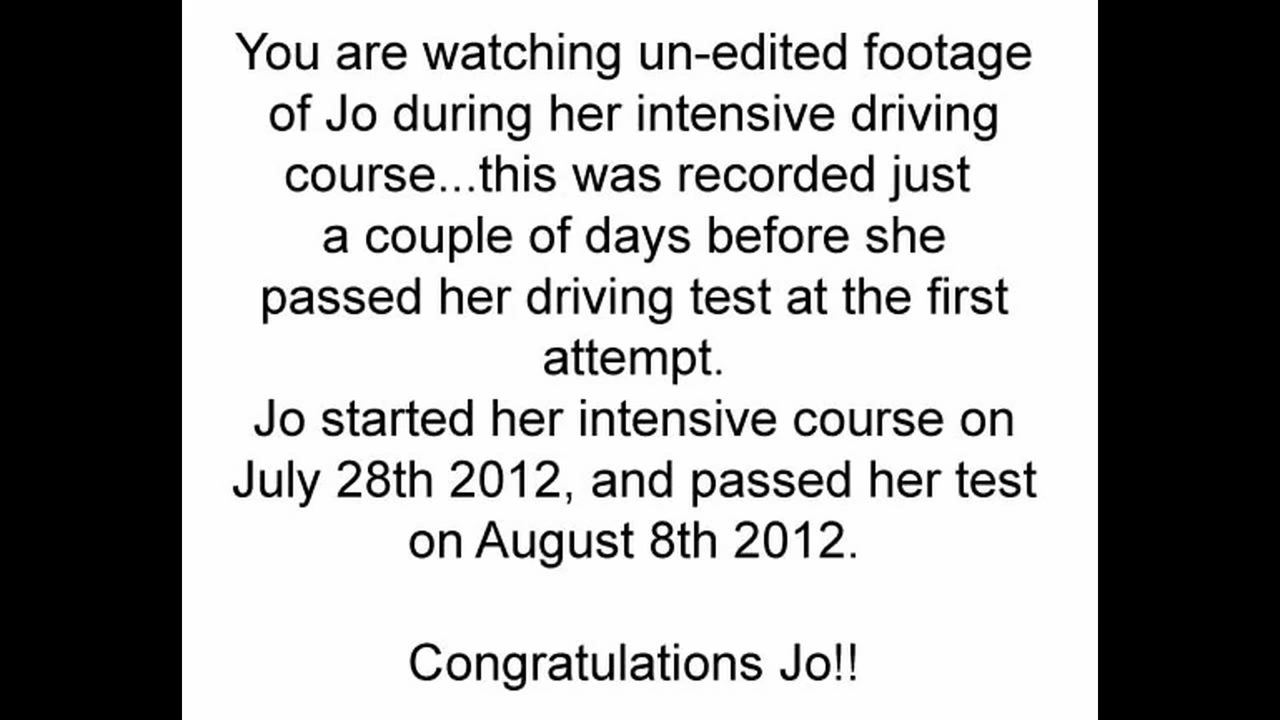 You are watching un-edited footage
of Jo during her intensive driving
course...this was recorded just
a couple of days before she
passed her driving test at the first
attempt.
Jo started her intensive course on
July 28th 2012, and passed her test
on August 8th 2012.
Congratulations Jo!!